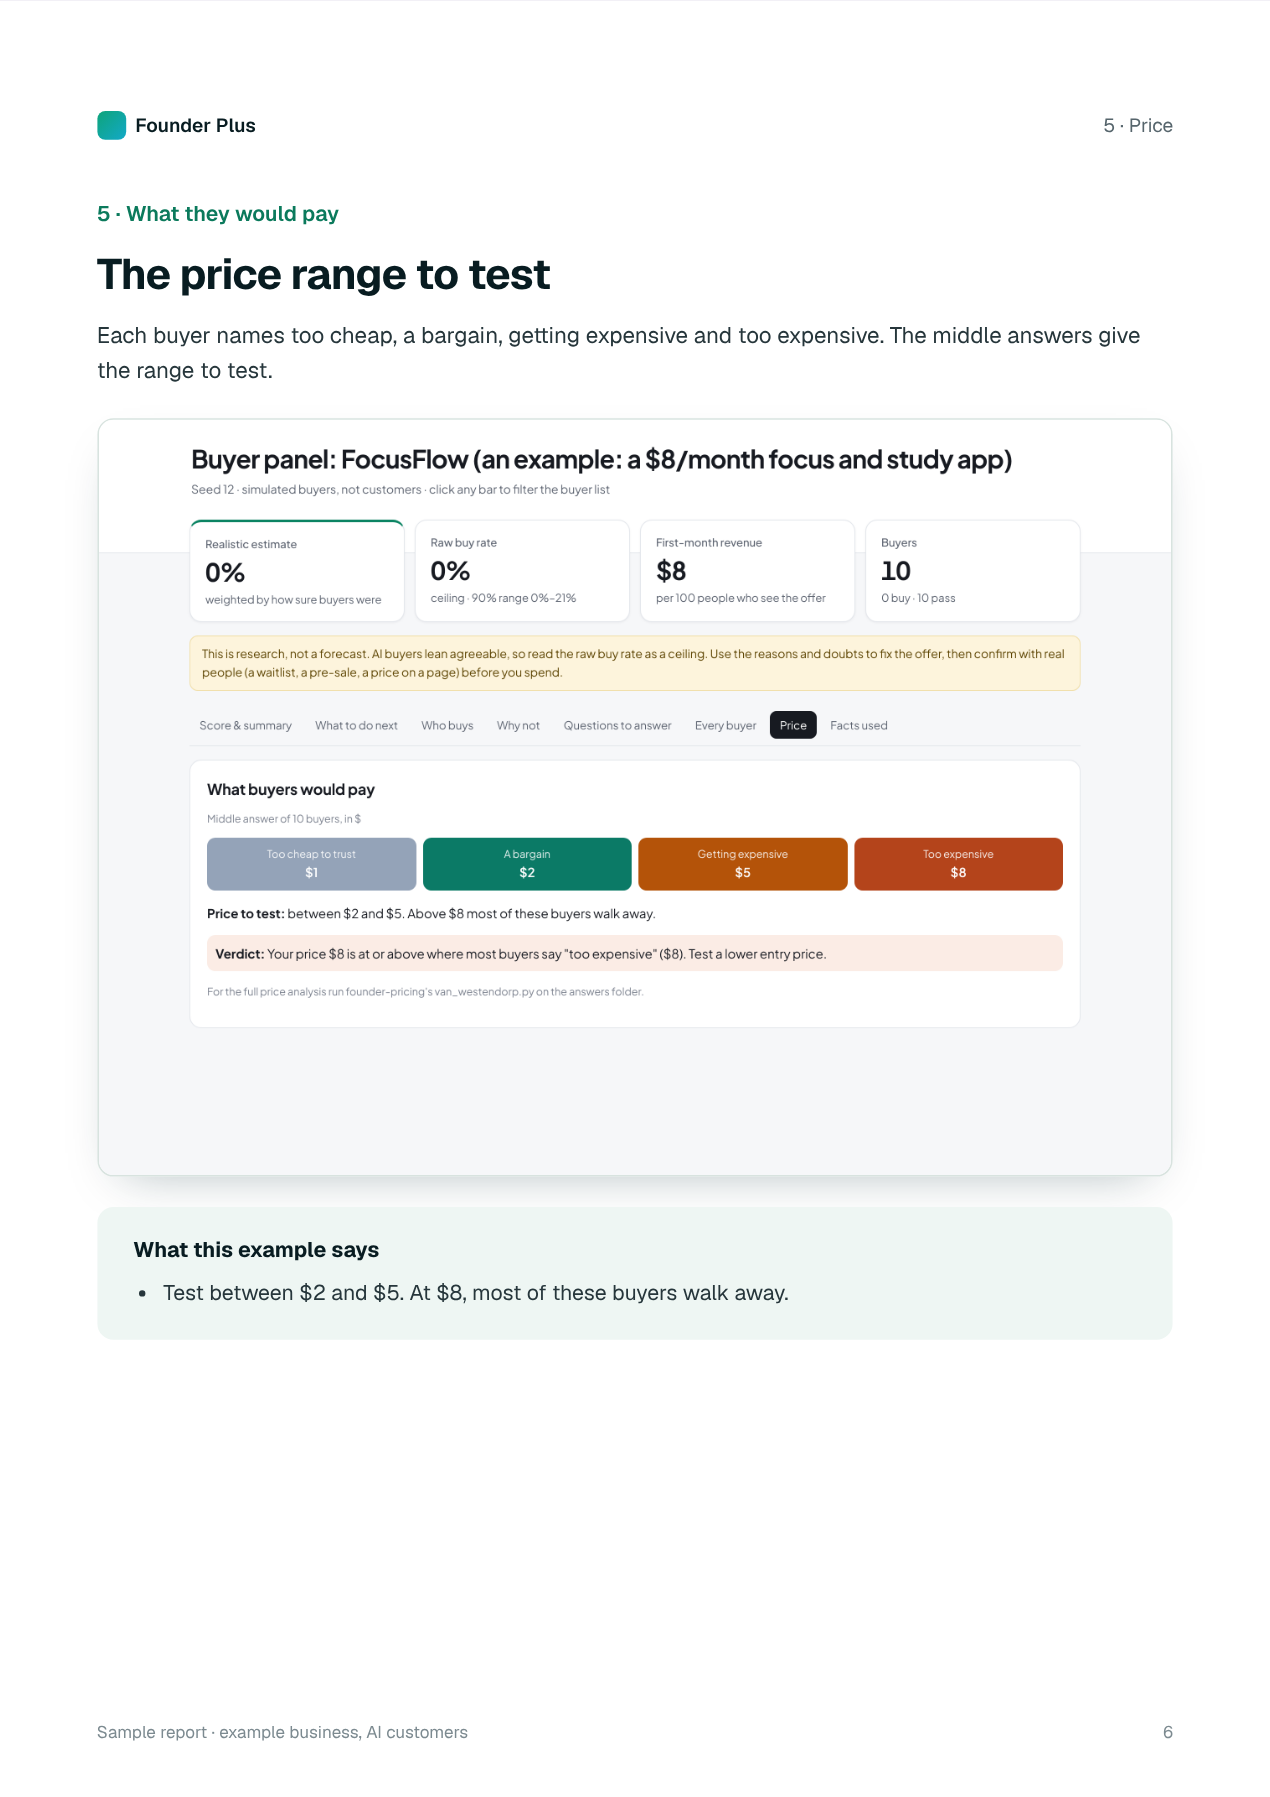 Founder Plus
5 · Price
5 · What they would pay
The price range to test
Each buyer names too cheap, a bargain, getting expensive and too expensive. The middle answers give
the range to test.
Buyer panel: FocusFlow (an example: a $8/month focus and study app)
Seed 12 · simulated buyers, not customers · click any bar to filter the buyer list
Realistic estimate
0%
weighted by how sure buyers were
Raw buy rate
0%
ceiling · 90% range 0%–21%
First-month revenue
$8
per 100 people who see the offer
Buyers
10
0 buy · 10 pass
This is research, not a forecast. AI buyers lean agreeable, so read the raw buy rate as a ceiling. Use the reasons and doubts to fix the offer, then confirm with real
people (a waitlist, a pre-sale, a price on a page) before you spend.
Score & summary
What to do next
Who buys
Why not
Questions to answer
Every buyer
Price
Facts used
What buyers would pay
Middle answer of 10 buyers, in $
Too cheap to trust
$1
A bargain
$2
Getting expensive
$5
Too expensive
$8
Price to test: between $2 and $5. Above $8 most of these buyers walk away.
Verdict: Your price $8 is at or above where most buyers say "too expensive" ($8). Test a lower entry price.
For the full price analysis run founder-pricing's van_westendorp.py on the answers folder.
What this example says
• Test between $2 and $5. At $8, most of these buyers walk away.
Sample report · example business, AI customers
6